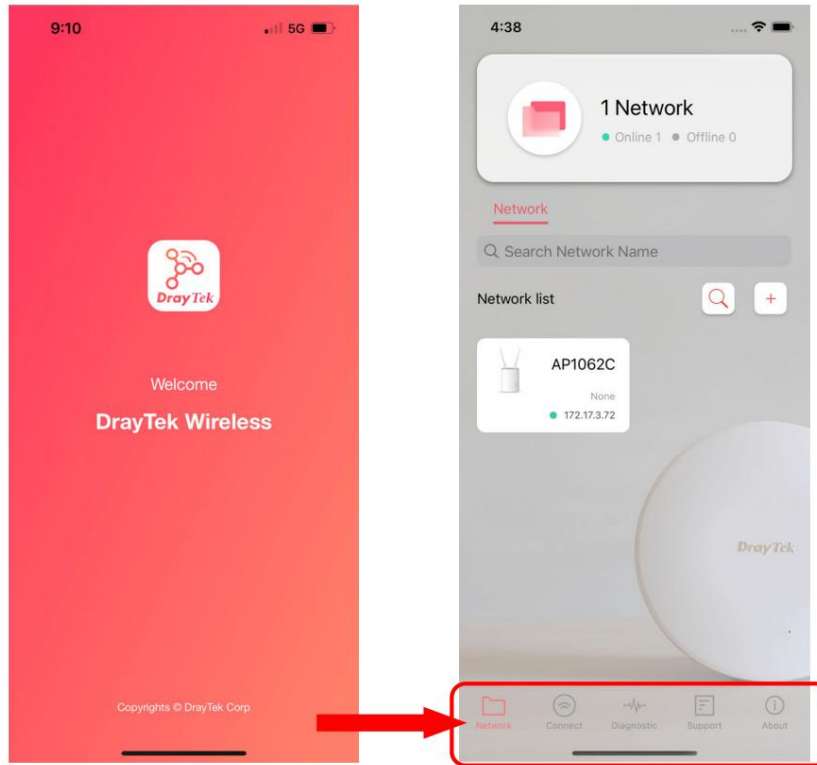 9:10
5G
DrayTek
Welcome
DrayTek Wireless
Copyrights © DrayTek Corp
4:38
1 Network
Online 1 Offline 0
Network
Search Network Name
Network list
+
AP1062C
None
172.17.3.72
DrayTek
Network Connect Diagnostic Support About